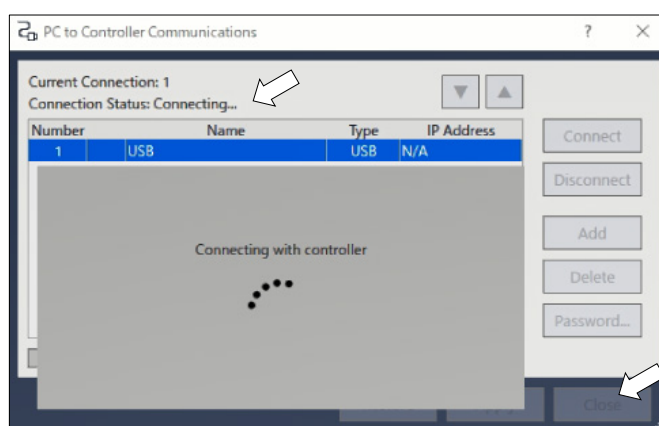 PC to Controller Communications ?
Current Connection: 1
Connection Status: Connecting...
Number Name Type IP Address
1 USB USB N/A
Connect
Disconnect
Connecting with controller
Add
Delete
Password...
Close